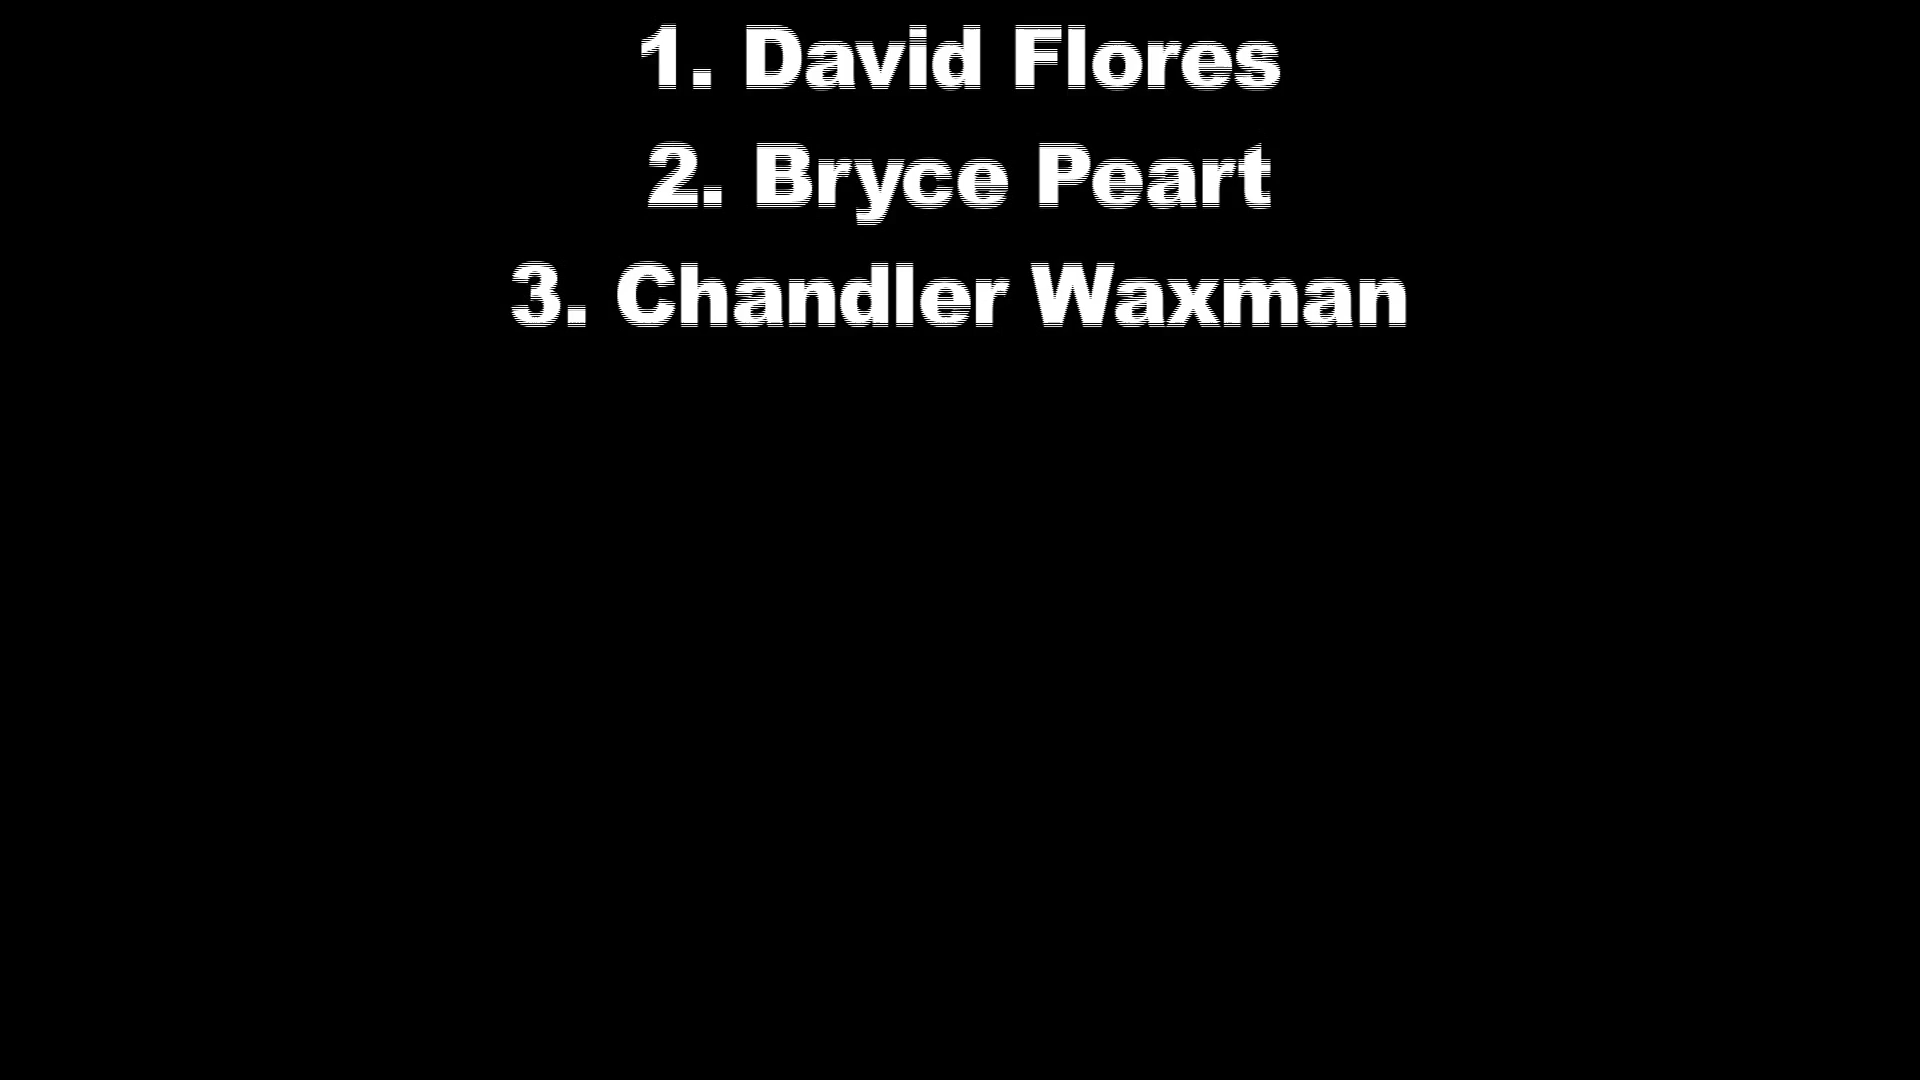 1. David Flores
2. Bryce Peart
3. Chandler Waxman